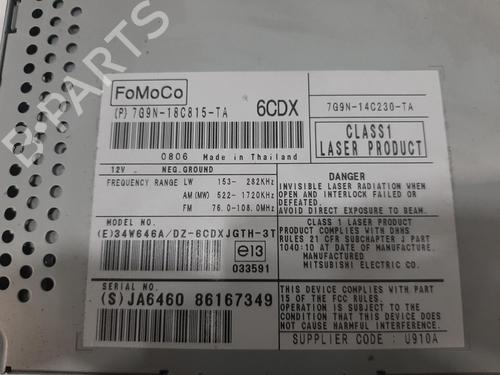 B-PARTS
FoMoCo
(P) 7G9N-18C815-TA 6CDX
7G9N-14C230-TA
CLASS1
LASER PRODUCT
0806 Made in Thailand
12V NEG.GROUND
FREQUENCY RANGE LW 153- 282KHz
AM(MW) 522-1720KHz
FM 76.0-108.0MHz
DANGER
INVISIBLE LASER RADIATION WHEN
OPEN AND INTERLOCK FAILED OR
DEFEATED.
AVOID DIRECT EXPOSURE TO BEAM.
MODEL NO.
(E)34W646A/DZ-6CDXJGTH-3T
e13
033591
CLASS 1 LASER PRODUCT
PRODUCT COMPLIES WITH DHHS
RULES 21 CFR SUBCHAPTER J PART
1040:10 AT DATE OF MANUFACTURE.
MANUFACTURED:
MITSUBISHI ELECTRIC CO.
SERIAL NO.
(S)JA6460 86167349
THIS DEVICE COMPLIES WITH PART
15 OF THE FCC RULES.
OPERATION IS SUBJECT TO THE
CONDITION THAT THIS DEVICE DOES
NOT CAUSE HARMFUL INTERFERENCE.
SUPPLIER CODE : U910A